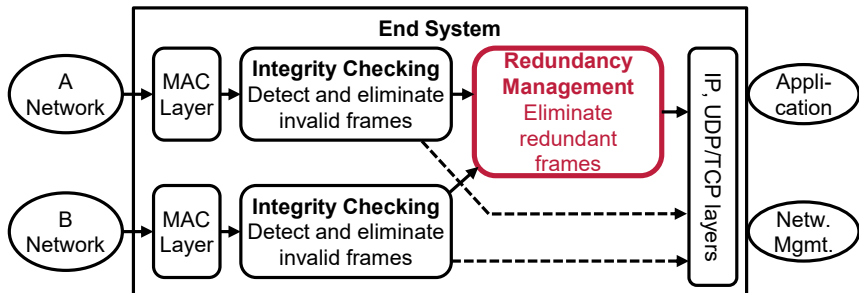 End System
A
Network
MAC
Layer
Integrity Checking
Detect and eliminate
invalid frames
Redundancy
Management
Eliminate
redundant
frames
IP, UDP/TCP layers
Appli-
cation
B
Network
MAC
Layer
Integrity Checking
Detect and eliminate
invalid frames
Netw.
Mgmt.